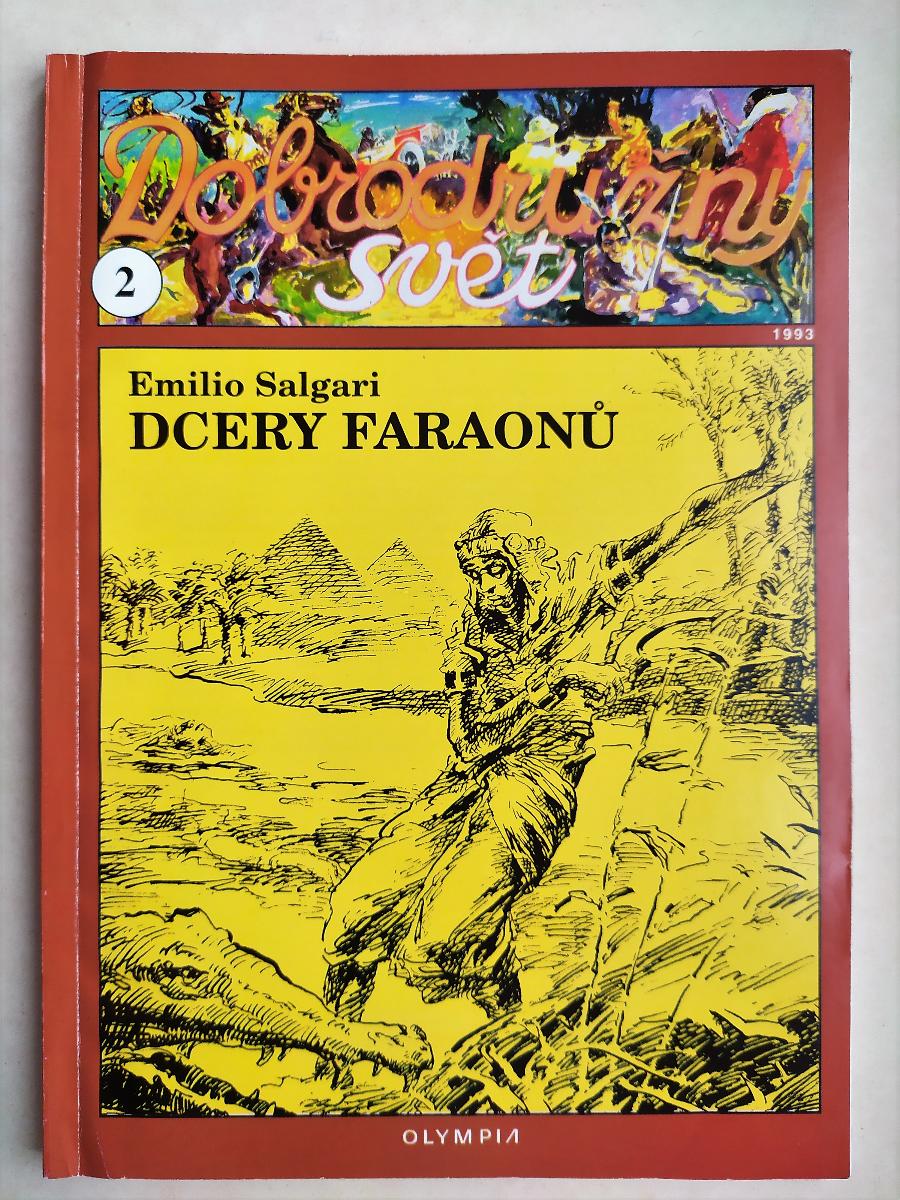 Dobrodružný
svět
2
1993
Emilio Salgari
DCERY FARAONŮ
OLYMPIA